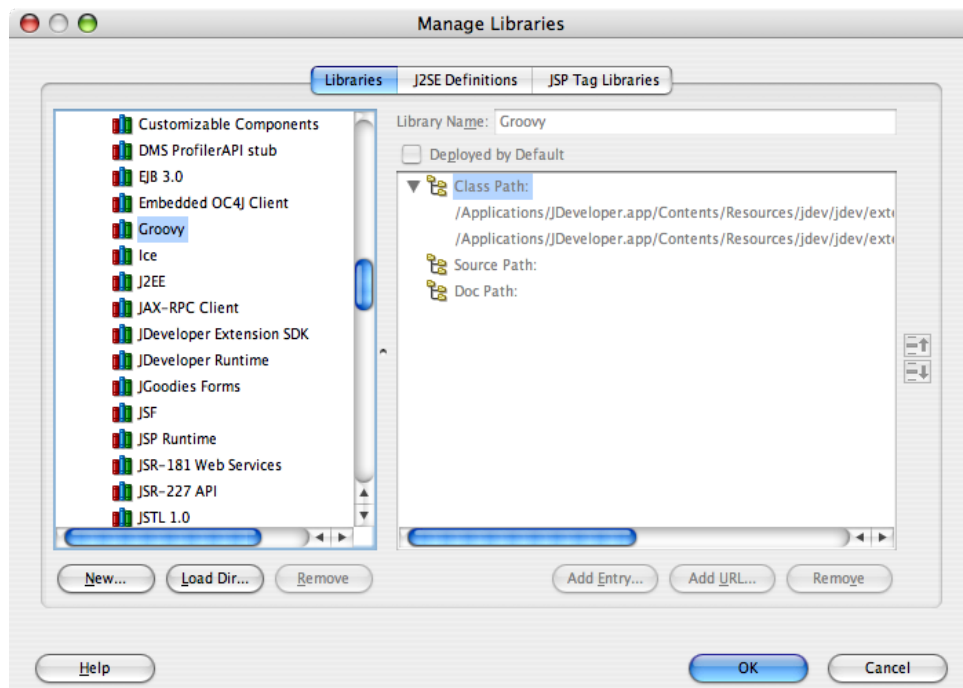 Manage Libraries
Libraries
J2SE Definitions
JSP Tag Libraries
Customizable Components
DMS ProfilerAPI stub
EJB 3.0
Embedded OC4J Client
Groovy
Ice
J2EE
JAX-RPC Client
JDeveloper Extension SDK
JDeveloper Runtime
JGoodies Forms
JSF
JSP Runtime
JSR-181 Web Services
JSR-227 API
JSTL 1.0
New...
Load Dir...
Remove
Library Name: Groovy
Deployed by Default
Class Path:
/Applications/JDeveloper.app/Contents/Resources/jdev/jdev/exte
/Applications/JDeveloper.app/Contents/Resources/jdev/jdev/exte
Source Path:
Doc Path:
Add Entry...
Add URL...
Remove
Help
OK
Cancel